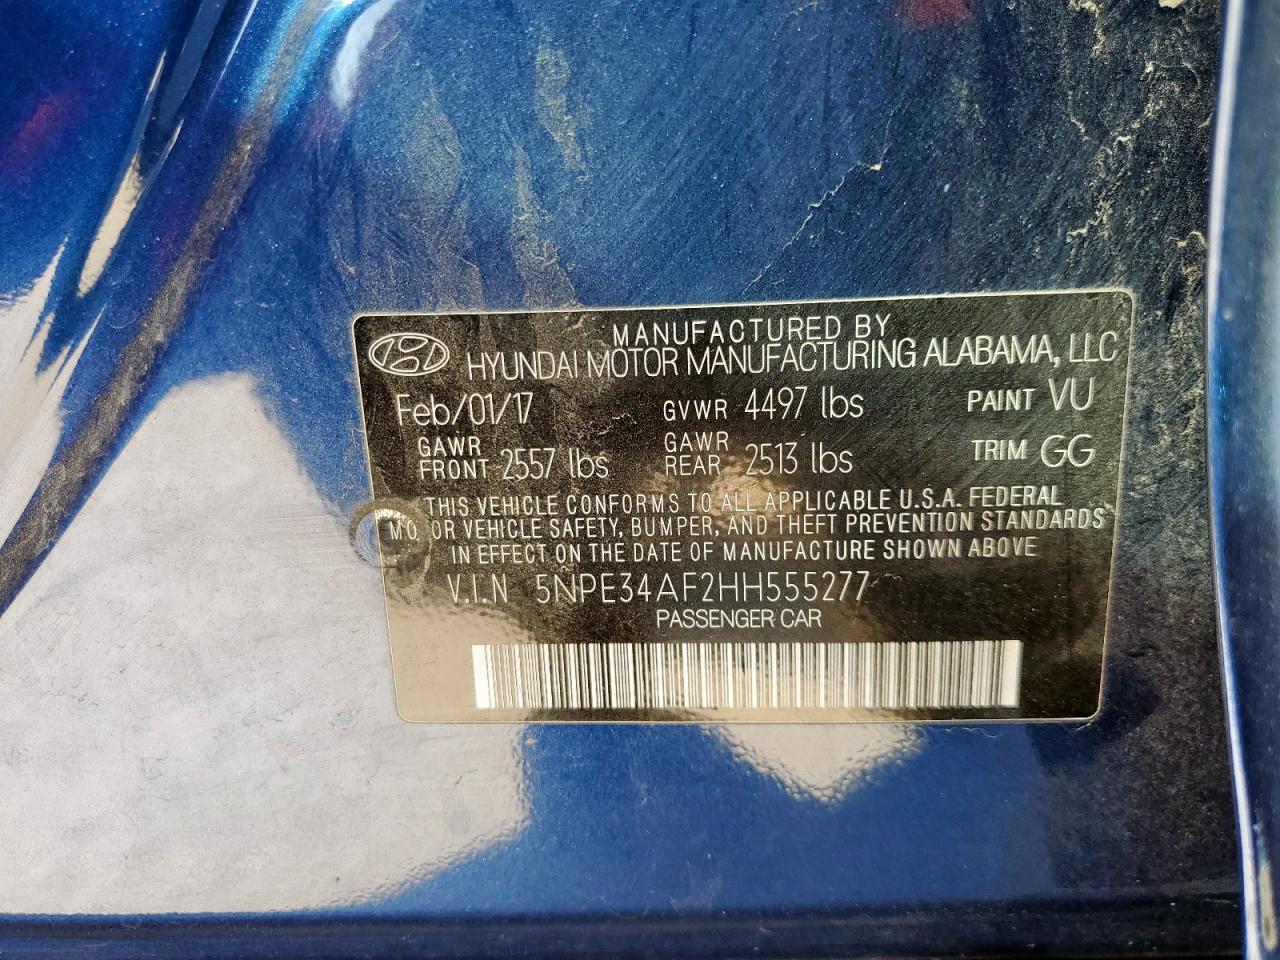 MANUFACTURED BY
HYUNDAI MOTOR MANUFACTURING ALABAMA, LLC
Feb/01/17 GVWR 4497 lbs PAINT VU
GAWR FRONT 2557 lbs GAWR REAR 2513 lbs TRIM GG
THIS VEHICLE CONFORMS TO ALL APPLICABLE U.S.A. FEDERAL
MO OR VEHICLE SAFETY, BUMPER, AND THEFT PREVENTION STANDARDS
IN EFFECT ON THE DATE OF MANUFACTURE SHOWN ABOVE
V.I.N 5NPE34AF2HH555277
PASSENGER CAR